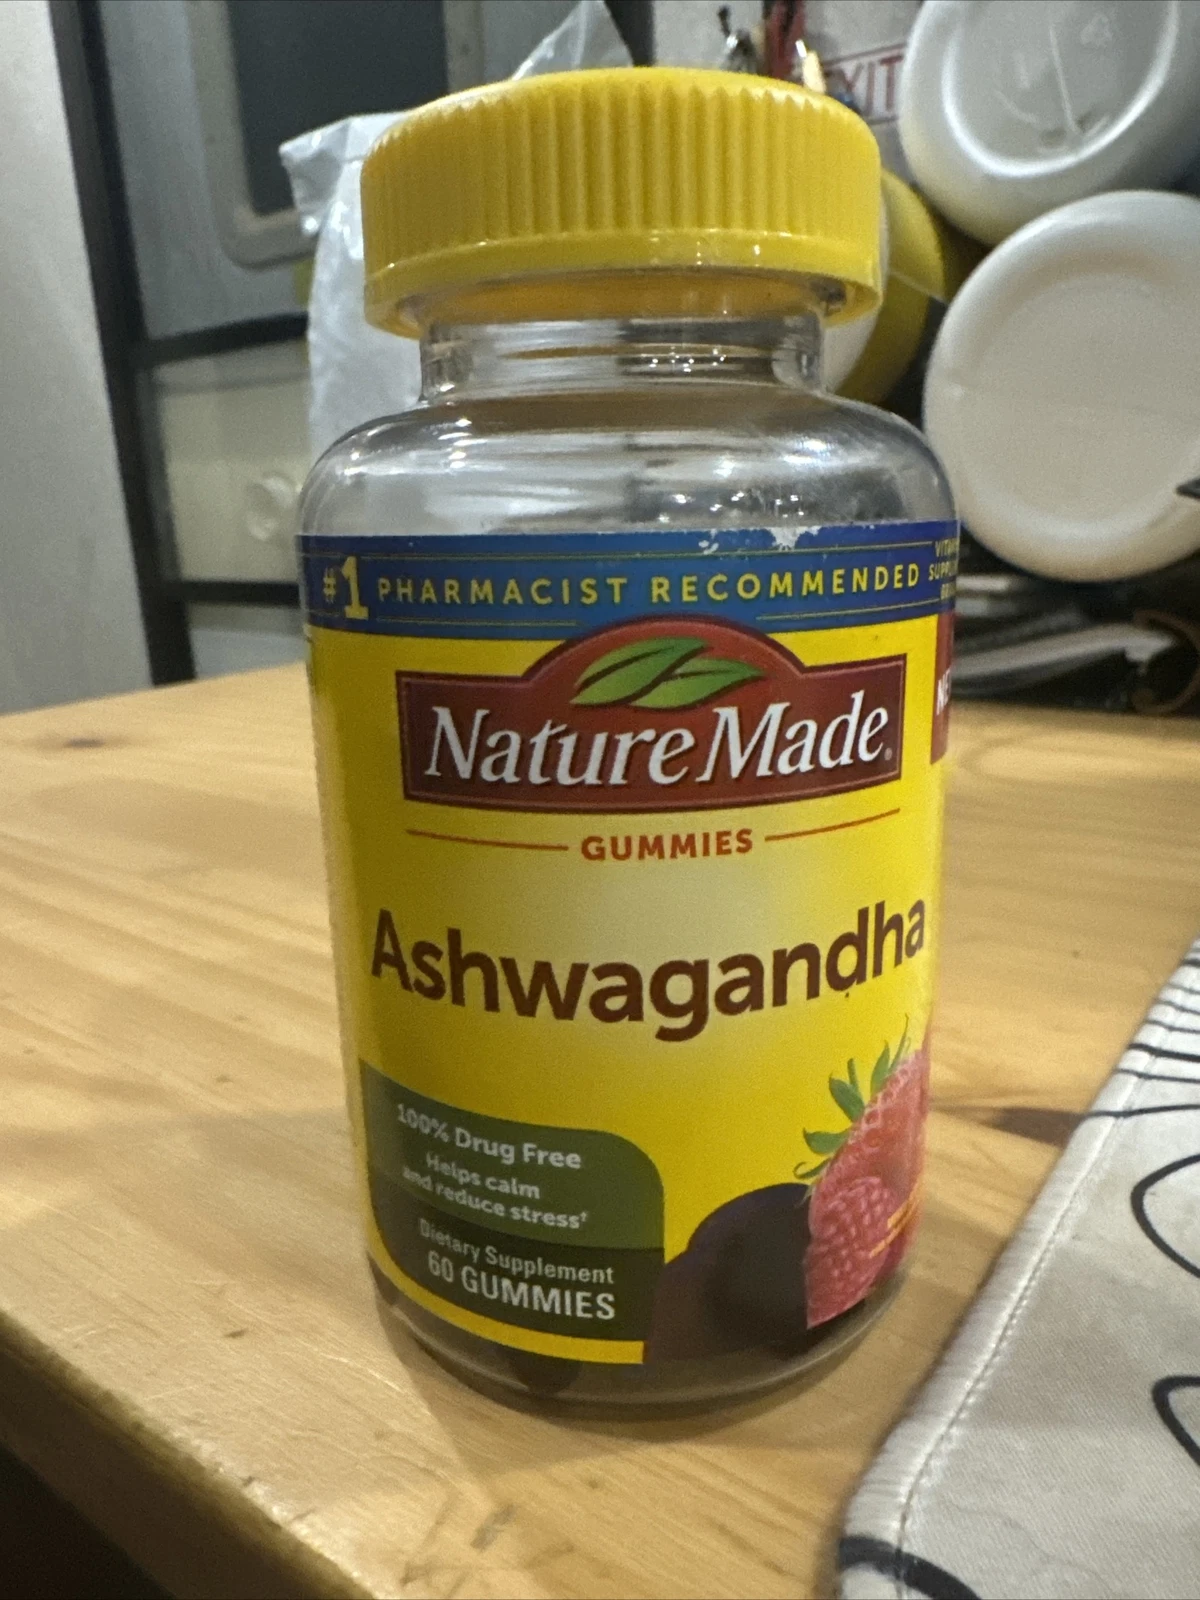 EXIT
#1 PHARMACIST RECOMMENDED
Nature Made®
GUMMIES
Ashwagandha
100% Drug Free
Helps calm
and reduce stress†
Dietary Supplement
60 GUMMIES